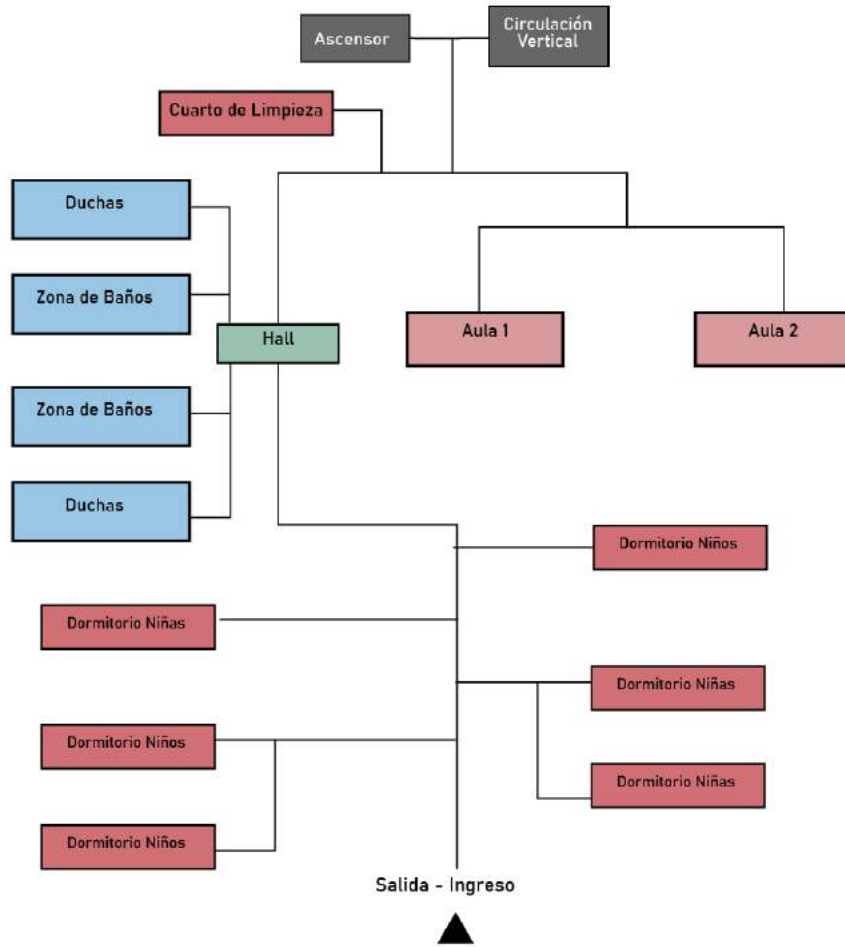 Ascensor
Circulación
Vertical
Cuarto de Limpieza
Duchas
Zona de Baños
Hall
Aula 1
Aula 2
Zona de Baños
Duchas
Dormitorio Niños
Dormitorio Niñas
Dormitorio Niñas
Dormitorio Niños
Dormitorio Niñas
Dormitorio Niños
Salida - Ingreso